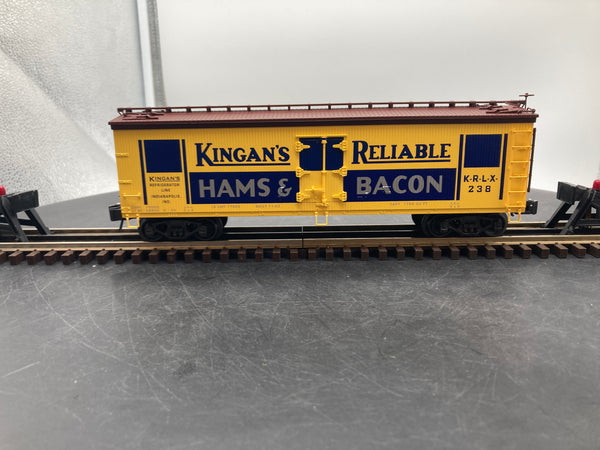 KINGAN'S RELIABLE
HAMS & BACON
KINGAN'S
REFRIGERATOR
LINE
INDIANAPOLIS
IND.
K-R-L-X-
238